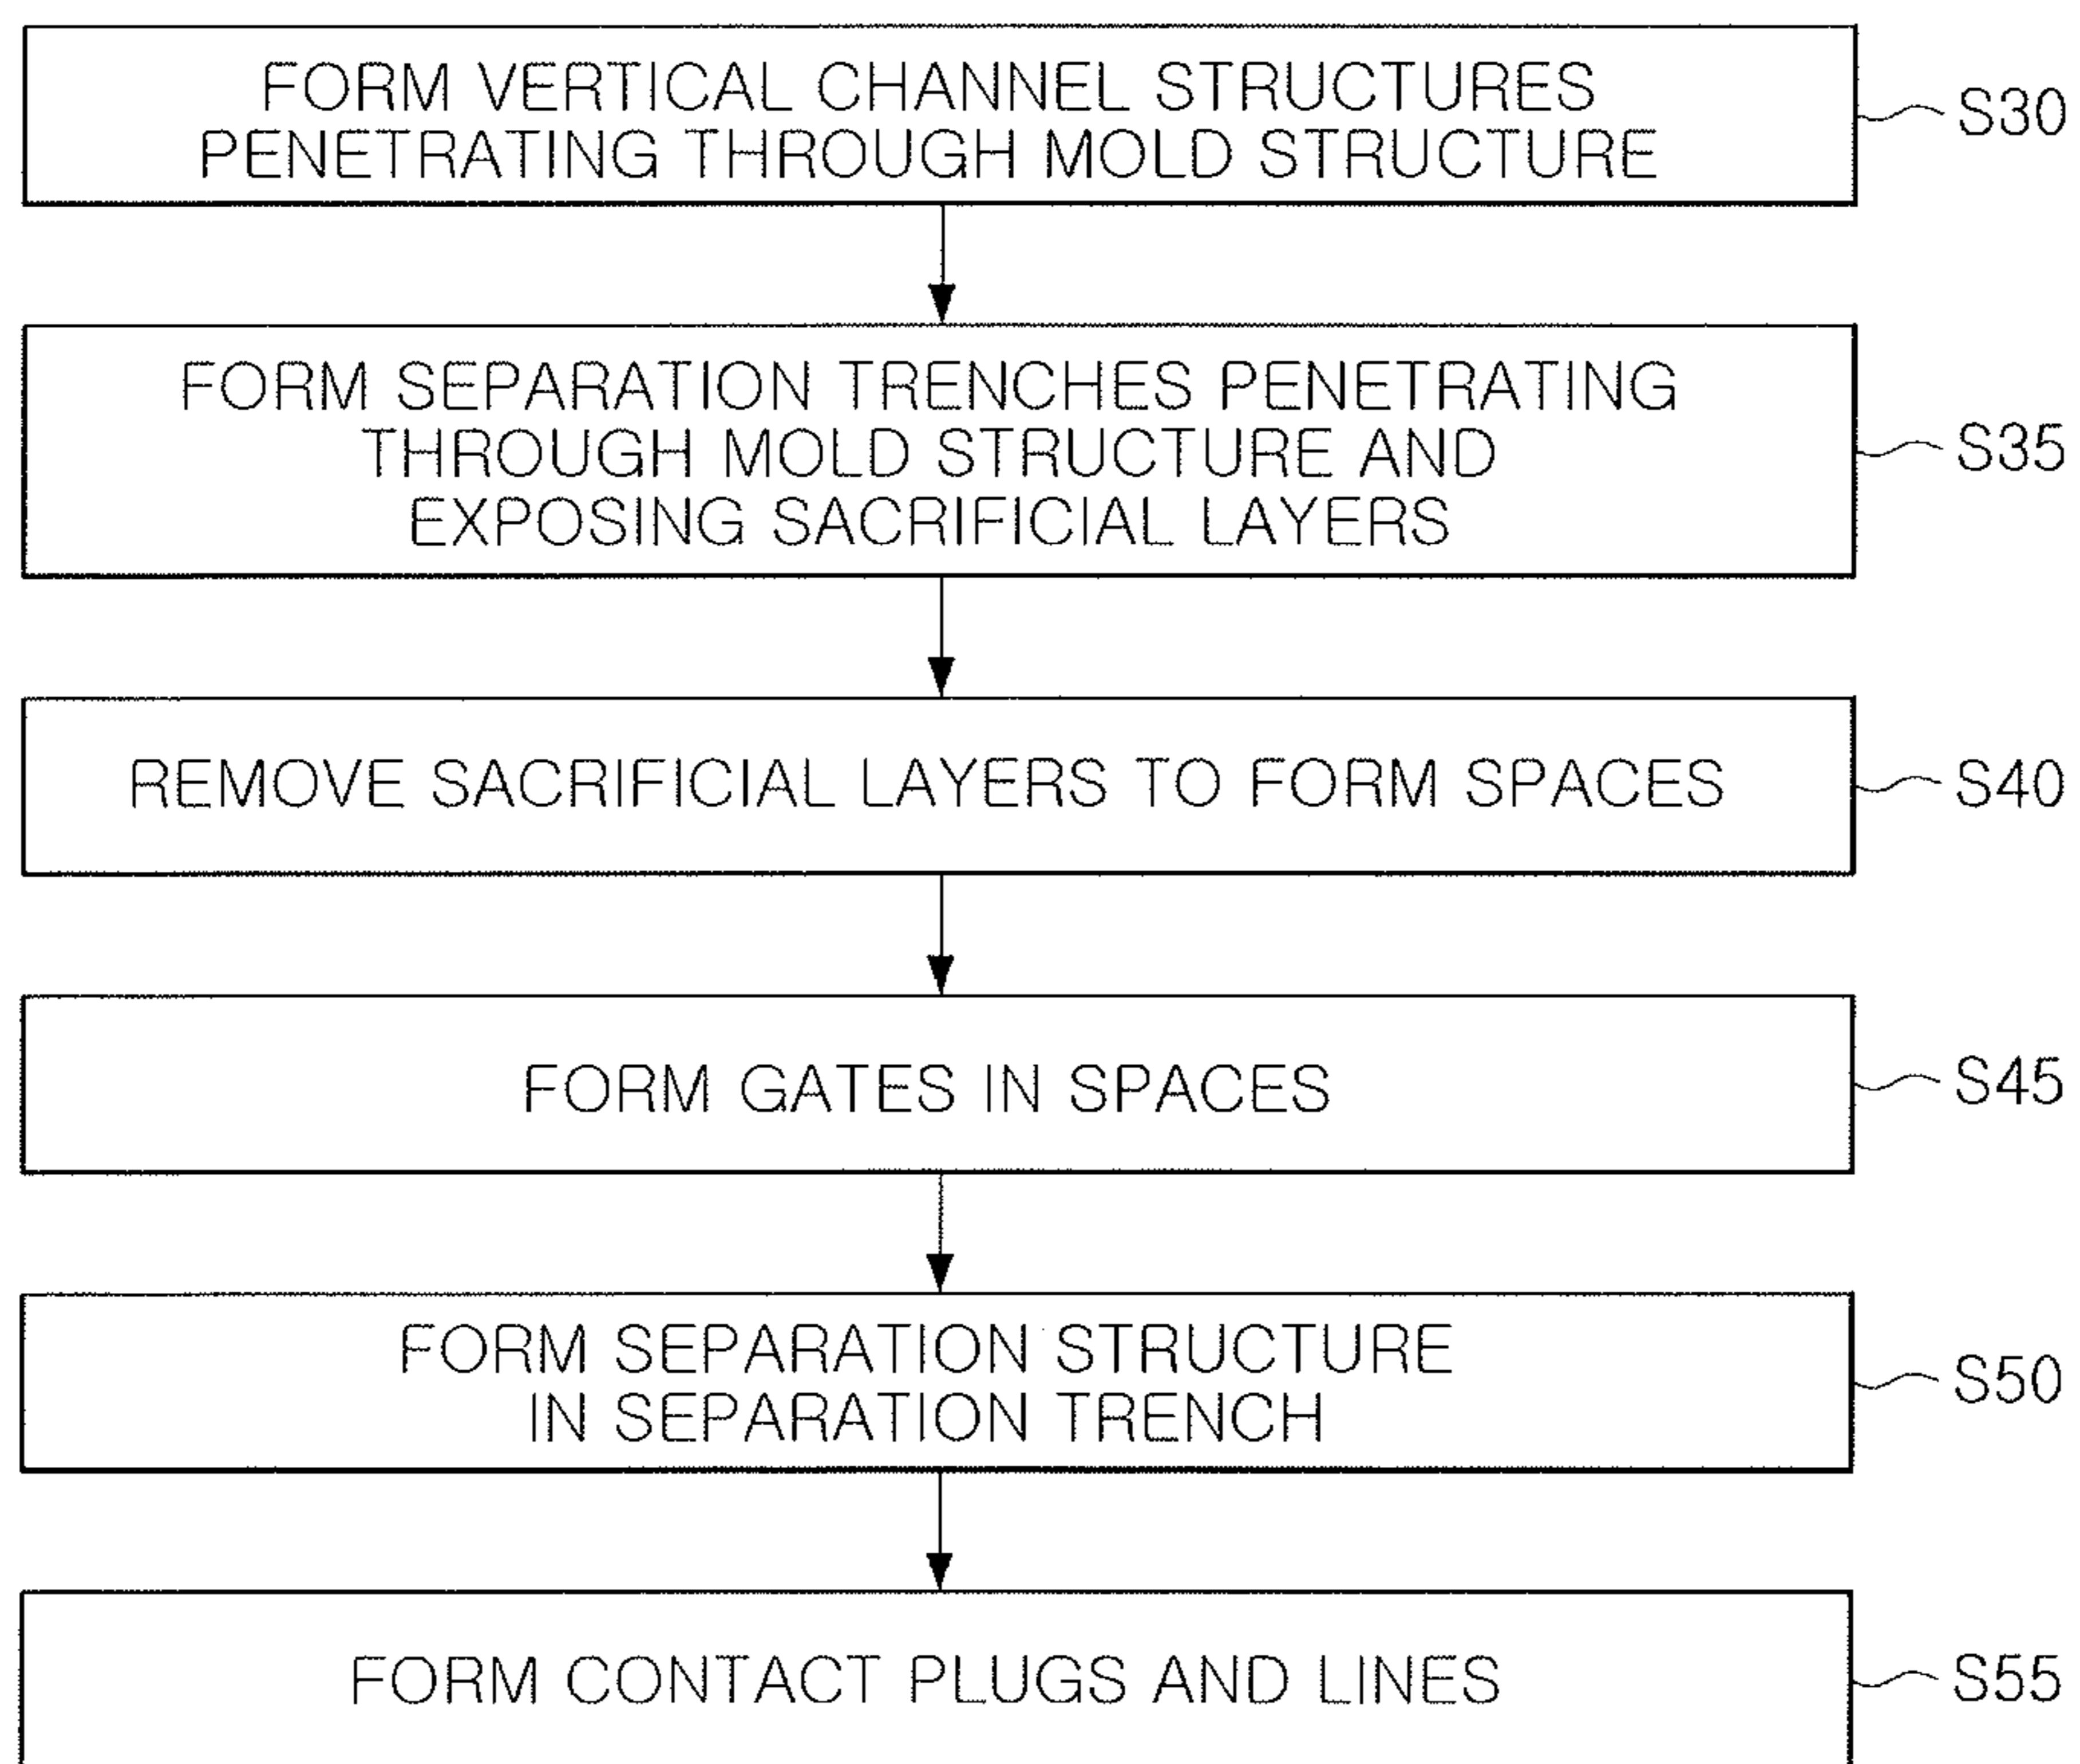 FORM VERTICAL CHANNEL STRUCTURES
PENETRATING THROUGH MOLD STRUCTURE
S30
FORM SEPARATION TRENCHES PENETRATING
THROUGH MOLD STRUCTURE AND
EXPOSING SACRIFICIAL LAYERS
S35
REMOVE SACRIFICIAL LAYERS TO FORM SPACES
S40
FORM GATES IN SPACES
S45
FORM SEPARATION STRUCTURE
IN SEPARATION TRENCH
S50
FORM CONTACT PLUGS AND LINES
S55